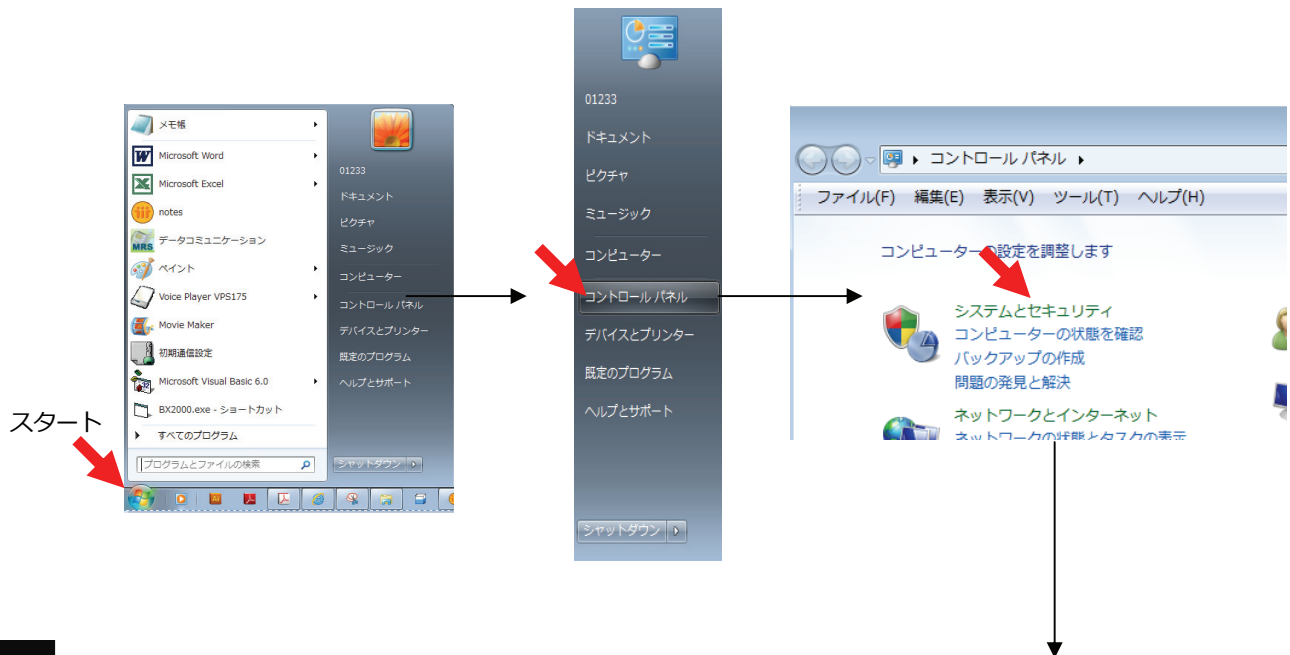 スタート
メモ帳
Microsoft Word
Microsoft Excel
notes
MRS
データコミュニケーション
ペイント
Voice Player VPS175
Movie Maker
初期通信設定
Microsoft Visual Basic 6.0
BX2000.exe - ショートカット
すべてのプログラム
プログラムとファイルの検索
01233
ドキュメント
ピクチャ
ミュージック
コンピューター
コントロール パネル
デバイスとプリンター
既定のプログラム
ヘルプとサポート
シャットダウン
01233
ドキュメント
ピクチャ
ミュージック
コンピューター
コントロール パネル
デバイスとプリンター
既定のプログラム
ヘルプとサポート
シャットダウン
コントロール パネル
ファイル(F) 編集(E) 表示(V) ツール(T) ヘルプ(H)
コンピューターの設定を調整します
システムとセキュリティ
コンピューターの状態を確認
バックアップの作成
問題の発見と解決
ネットワークとインターネット
ネットワークの状態とタスクの表示